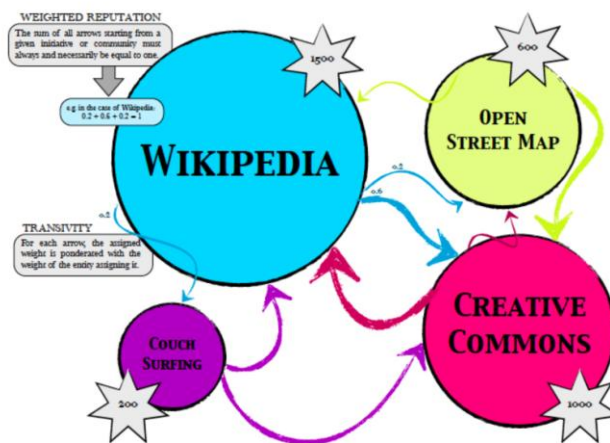 WEIGHTED REPUTATION
The sum of all arrows starting from a
given initiative or community must
always and necessarily be equal to one.
e.g in the case of Wikipedia:
0.2 + 0.6 + 0.2 = 1
1500
600
WIKIPEDIA
OPEN
STREET MAP
0.2
0.6
0.2
TRANSIVITY
For each arrow, the assigned
weight is ponderated with the
weight of the entity assigning it.
CREATIVE
COMMONS
COUCH
SURFING
200
1000